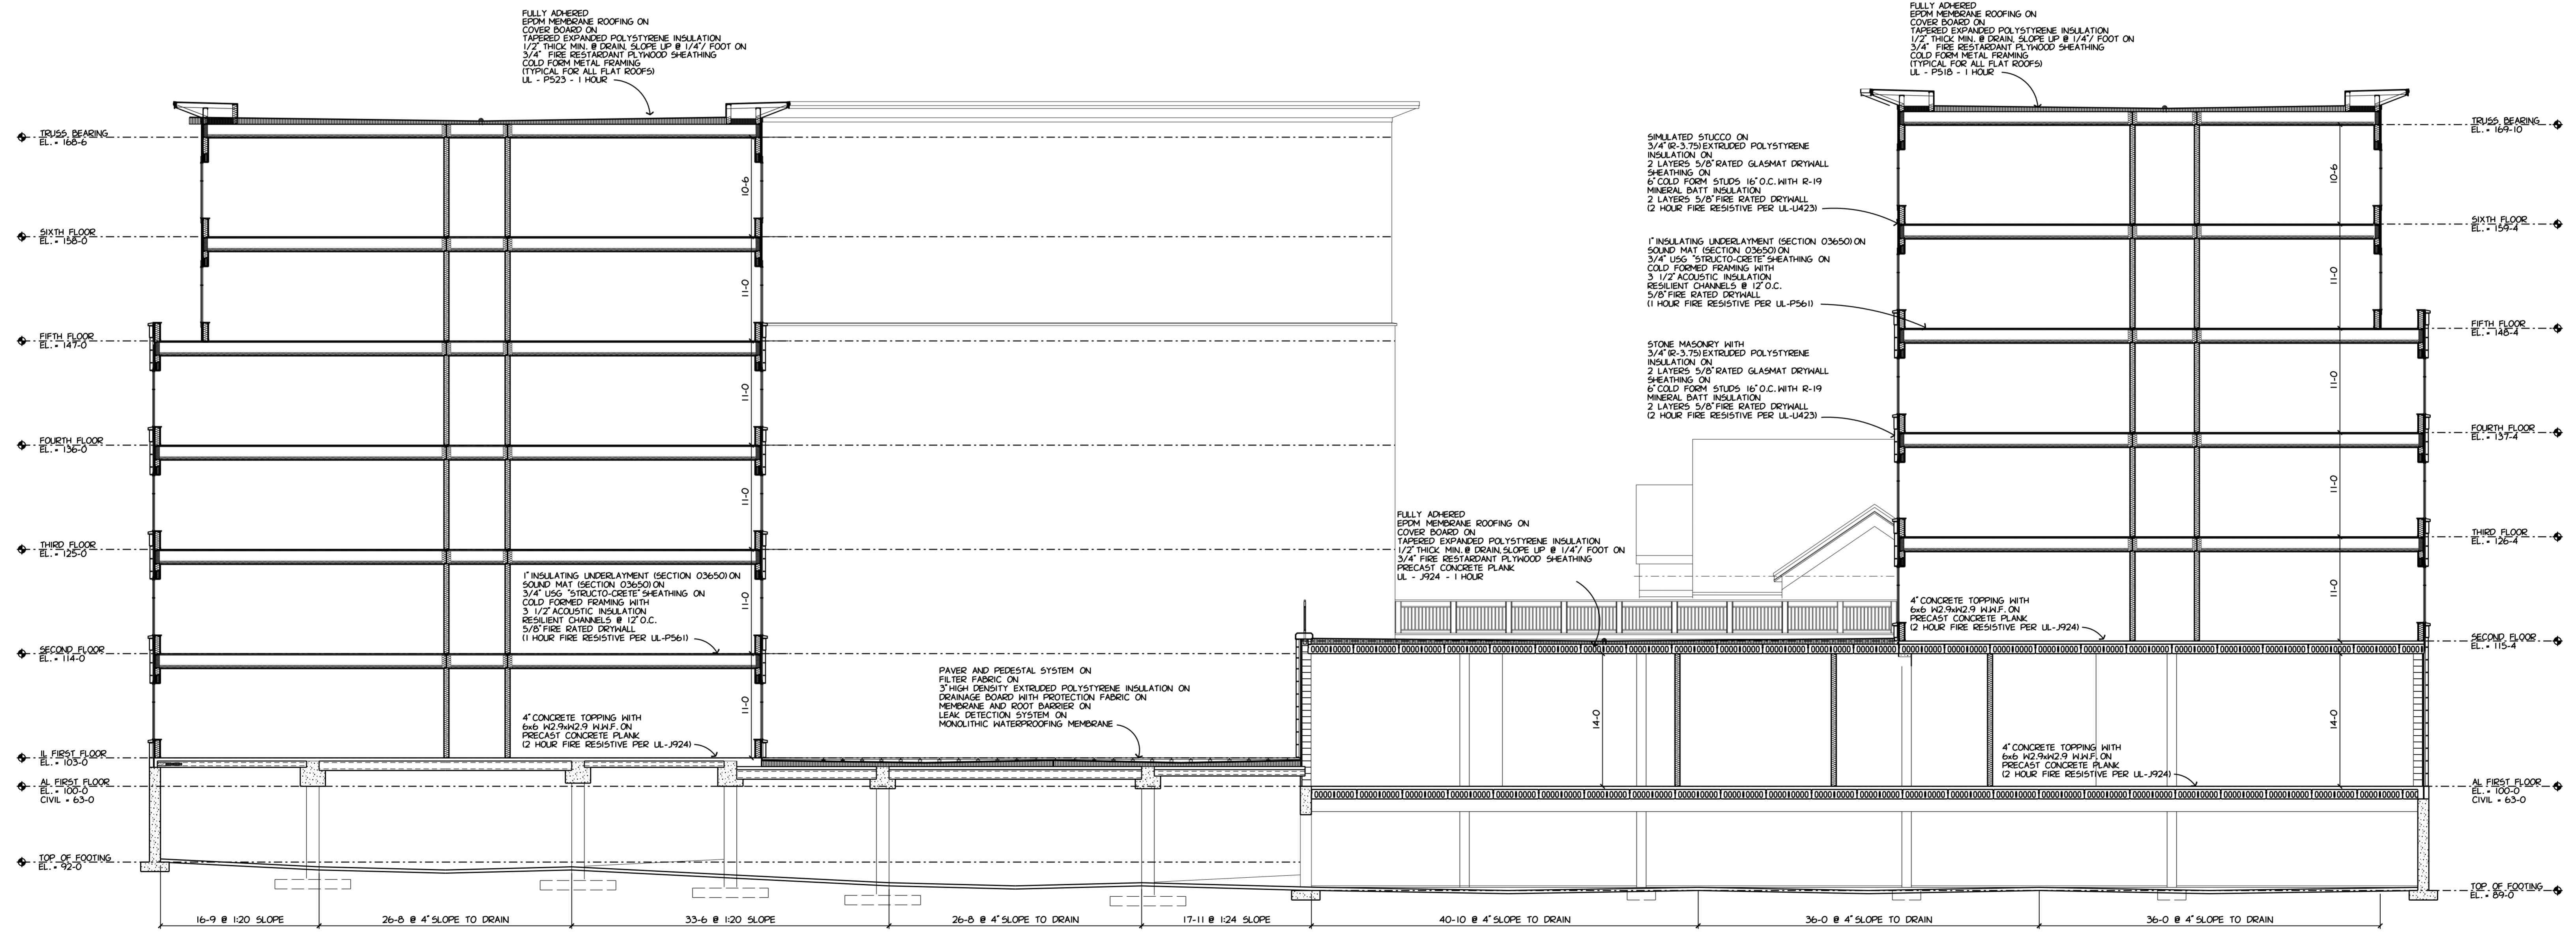 FULLY ADHERED
EPDM MEMBRANE ROOFING ON
COVER BOARD ON
TAPERED EXPANDED POLYSTYRENE INSULATION
1/2" THICK MIN. @ DRAIN, SLOPE UP @ 1/4"/ FOOT ON
3/4" FIRE RESTARDANT PLYWOOD SHEATHING
COLD FORM METAL FRAMING
(TYPICAL FOR ALL FLAT ROOFS)
UL - P523 - 1 HOUR
FULLY ADHERED
EPDM MEMBRANE ROOFING ON
COVER BOARD ON
TAPERED EXPANDED POLYSTYRENE INSULATION
1/2" THICK MIN. @ DRAIN, SLOPE UP @ 1/4"/ FOOT ON
3/4" FIRE RESTARDANT PLYWOOD SHEATHING
COLD FORM METAL FRAMING
(TYPICAL FOR ALL FLAT ROOFS)
UL - P518 - 1 HOUR
TRUSS BEARING
EL. = 168-6
SIXTH FLOOR
EL. = 158-0
FIFTH FLOOR
EL. = 147-0
FOURTH FLOOR
EL. = 136-0
THIRD FLOOR
EL. = 125-0
SECOND FLOOR
EL. = 114-0
IL FIRST FLOOR
EL. = 103-0
AL FIRST FLOOR
EL. = 100-0
CIVIL = 63-0
TOP OF FOOTING
EL. = 92-0
10-6
11-0
11-0
11-0
11-0
11-0
1" INSULATING UNDERLAYMENT (SECTION 03650) ON
SOUND MAT (SECTION 03650) ON
3/4" USG "STRUCTO-CRETE" SHEATHING ON
COLD FORMED FRAMING WITH
3 1/2" ACOUSTIC INSULATION
RESILIENT CHANNELS @ 12" O.C.
5/8" FIRE RATED DRYWALL
(1 HOUR FIRE RESISTIVE PER UL-P561)
4" CONCRETE TOPPING WITH
6x6 W2.9xW2.9 W.W.F. ON
PRECAST CONCRETE PLANK
(2 HOUR FIRE RESISTIVE PER UL-J924)
PAVER AND PEDESTAL SYSTEM ON
FILTER FABRIC ON
3" HIGH DENSITY EXTRUDED POLYSTYRENE INSULATION ON
DRAINAGE BOARD WITH PROTECTION FABRIC ON
MEMBRANE AND ROOT BARRIER ON
LEAK DETECTION SYSTEM ON
MONOLITHIC WATERPROOFING MEMBRANE
SIMULATED STUCCO ON
3/4" (R-3.75) EXTRUDED POLYSTYRENE
INSULATION ON
2 LAYERS 5/8" RATED GLASMAT DRYWALL
SHEATHING ON
6" COLD FORM STUDS 16" O.C. WITH R-19
MINERAL BATT INSULATION
2 LAYERS 5/8" FIRE RATED DRYWALL
(2 HOUR FIRE RESISTIVE PER UL-U423)
1" INSULATING UNDERLAYMENT (SECTION 03650) ON
SOUND MAT (SECTION 03650) ON
3/4" USG "STRUCTO-CRETE" SHEATHING ON
COLD FORMED FRAMING WITH
3 1/2" ACOUSTIC INSULATION
RESILIENT CHANNELS @ 12" O.C.
5/8" FIRE RATED DRYWALL
(1 HOUR FIRE RESISTIVE PER UL-P561)
STONE MASONRY WITH
3/4" (R-3.75) EXTRUDED POLYSTYRENE
INSULATION ON
2 LAYERS 5/8" RATED GLASMAT DRYWALL
SHEATHING ON
6" COLD FORM STUDS 16" O.C. WITH R-19
MINERAL BATT INSULATION
2 LAYERS 5/8" FIRE RATED DRYWALL
(2 HOUR FIRE RESISTIVE PER UL-U423)
FULLY ADHERED
EPDM MEMBRANE ROOFING ON
COVER BOARD ON
TAPERED EXPANDED POLYSTYRENE INSULATION
1/2" THICK MIN. @ DRAIN, SLOPE UP @ 1/4"/ FOOT ON
3/4" FIRE RESTARDANT PLYWOOD SHEATHING
PRECAST CONCRETE PLANK
UL - J924 - 1 HOUR
4" CONCRETE TOPPING WITH
6x6 W2.9xW2.9 W.W.F. ON
PRECAST CONCRETE PLANK
(2 HOUR FIRE RESISTIVE PER UL-J924)
4" CONCRETE TOPPING WITH
6x6 W2.9xW2.9 W.W.F. ON
PRECAST CONCRETE PLANK
(2 HOUR FIRE RESISTIVE PER UL-J924)
10-6
11-0
11-0
11-0
11-0
14-0
14-0
TRUSS BEARING
EL. = 169-10
SIXTH FLOOR
EL. = 159-4
FIFTH FLOOR
EL. = 148-4
FOURTH FLOOR
EL. = 137-4
THIRD FLOOR
EL. = 126-4
SECOND FLOOR
EL. = 115-4
AL FIRST FLOOR
EL. = 100-0
CIVIL = 63-0
TOP OF FOOTING
EL. = 89-0
16-9 @ 1:20 SLOPE
26-8 @ 4" SLOPE TO DRAIN
33-6 @ 1:20 SLOPE
26-8 @ 4" SLOPE TO DRAIN
17-11 @ 1:24 SLOPE
40-10 @ 4" SLOPE TO DRAIN
36-0 @ 4" SLOPE TO DRAIN
36-0 @ 4" SLOPE TO DRAIN